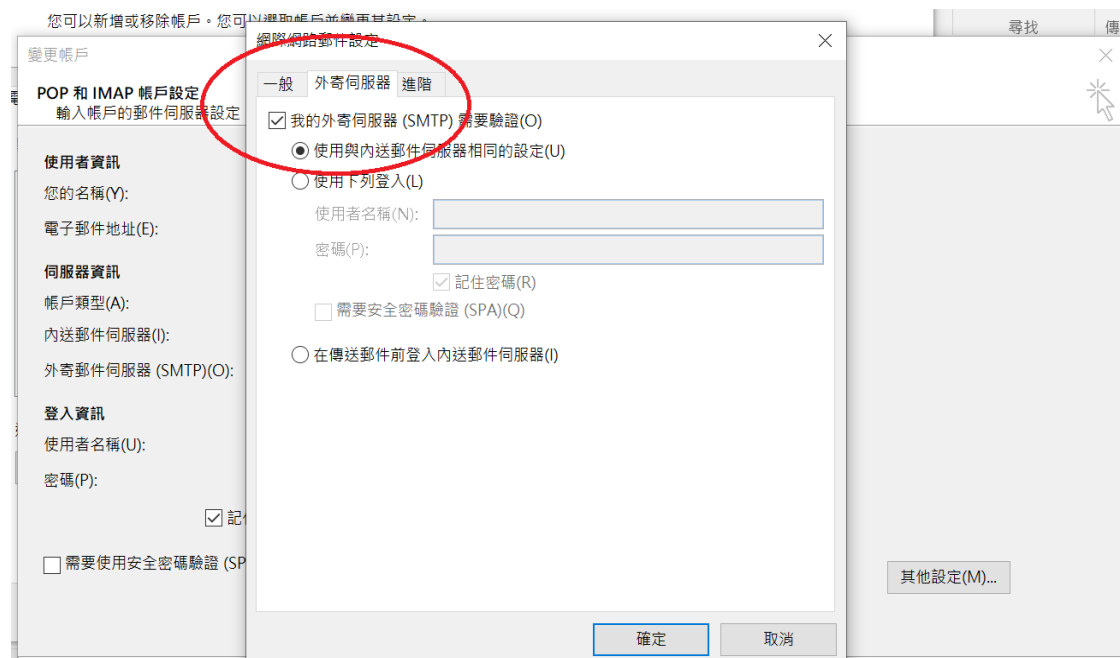 您可以新增或移除帳戶。您可以選取帳戶並變更其設定。
尋找
傳
變更帳戶
POP 和 IMAP 帳戶設定
輸入帳戶的郵件伺服器設定
使用者資訊
您的名稱(Y):
電子郵件地址(E):
伺服器資訊
帳戶類型(A):
內送郵件伺服器(I):
外寄郵件伺服器 (SMTP)(O):
登入資訊
使用者名稱(U):
密碼(P):
記
需要使用安全密碼驗證 (SP
其他設定(M)...
網際網路郵件設定
一般 外寄伺服器 進階
我的外寄伺服器 (SMTP) 需要驗證(O)
使用與內送郵件伺服器相同的設定(U)
使用下列登入(L)
使用者名稱(N):
密碼(P):
記住密碼(R)
需要安全密碼驗證 (SPA)(Q)
在傳送郵件前登入內送郵件伺服器(I)
確定 取消